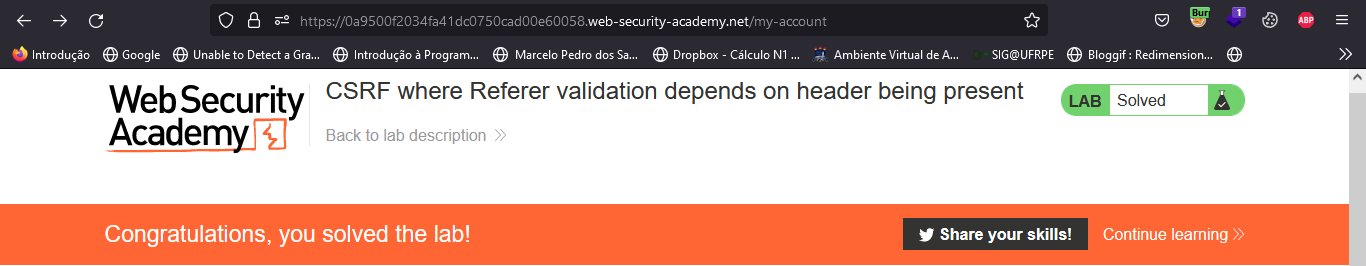 https://0a9500f2034fa41dc0750cad00e60058.web-security-academy.net/my-account
Burr
1
ABP
Introdução Google Unable to Detect a Gra... Introdução à Program... Marcelo Pedro dos Sa... Dropbox - Cálculo N1 ... Ambiente Virtual de A... SIG@UFRPE Bloggif : Redimension...
WebSecurity
Academy
CSRF where Referer validation depends on header being present
Back to lab description
LAB Solved
Congratulations, you solved the lab!
Share your skills! Continue learning